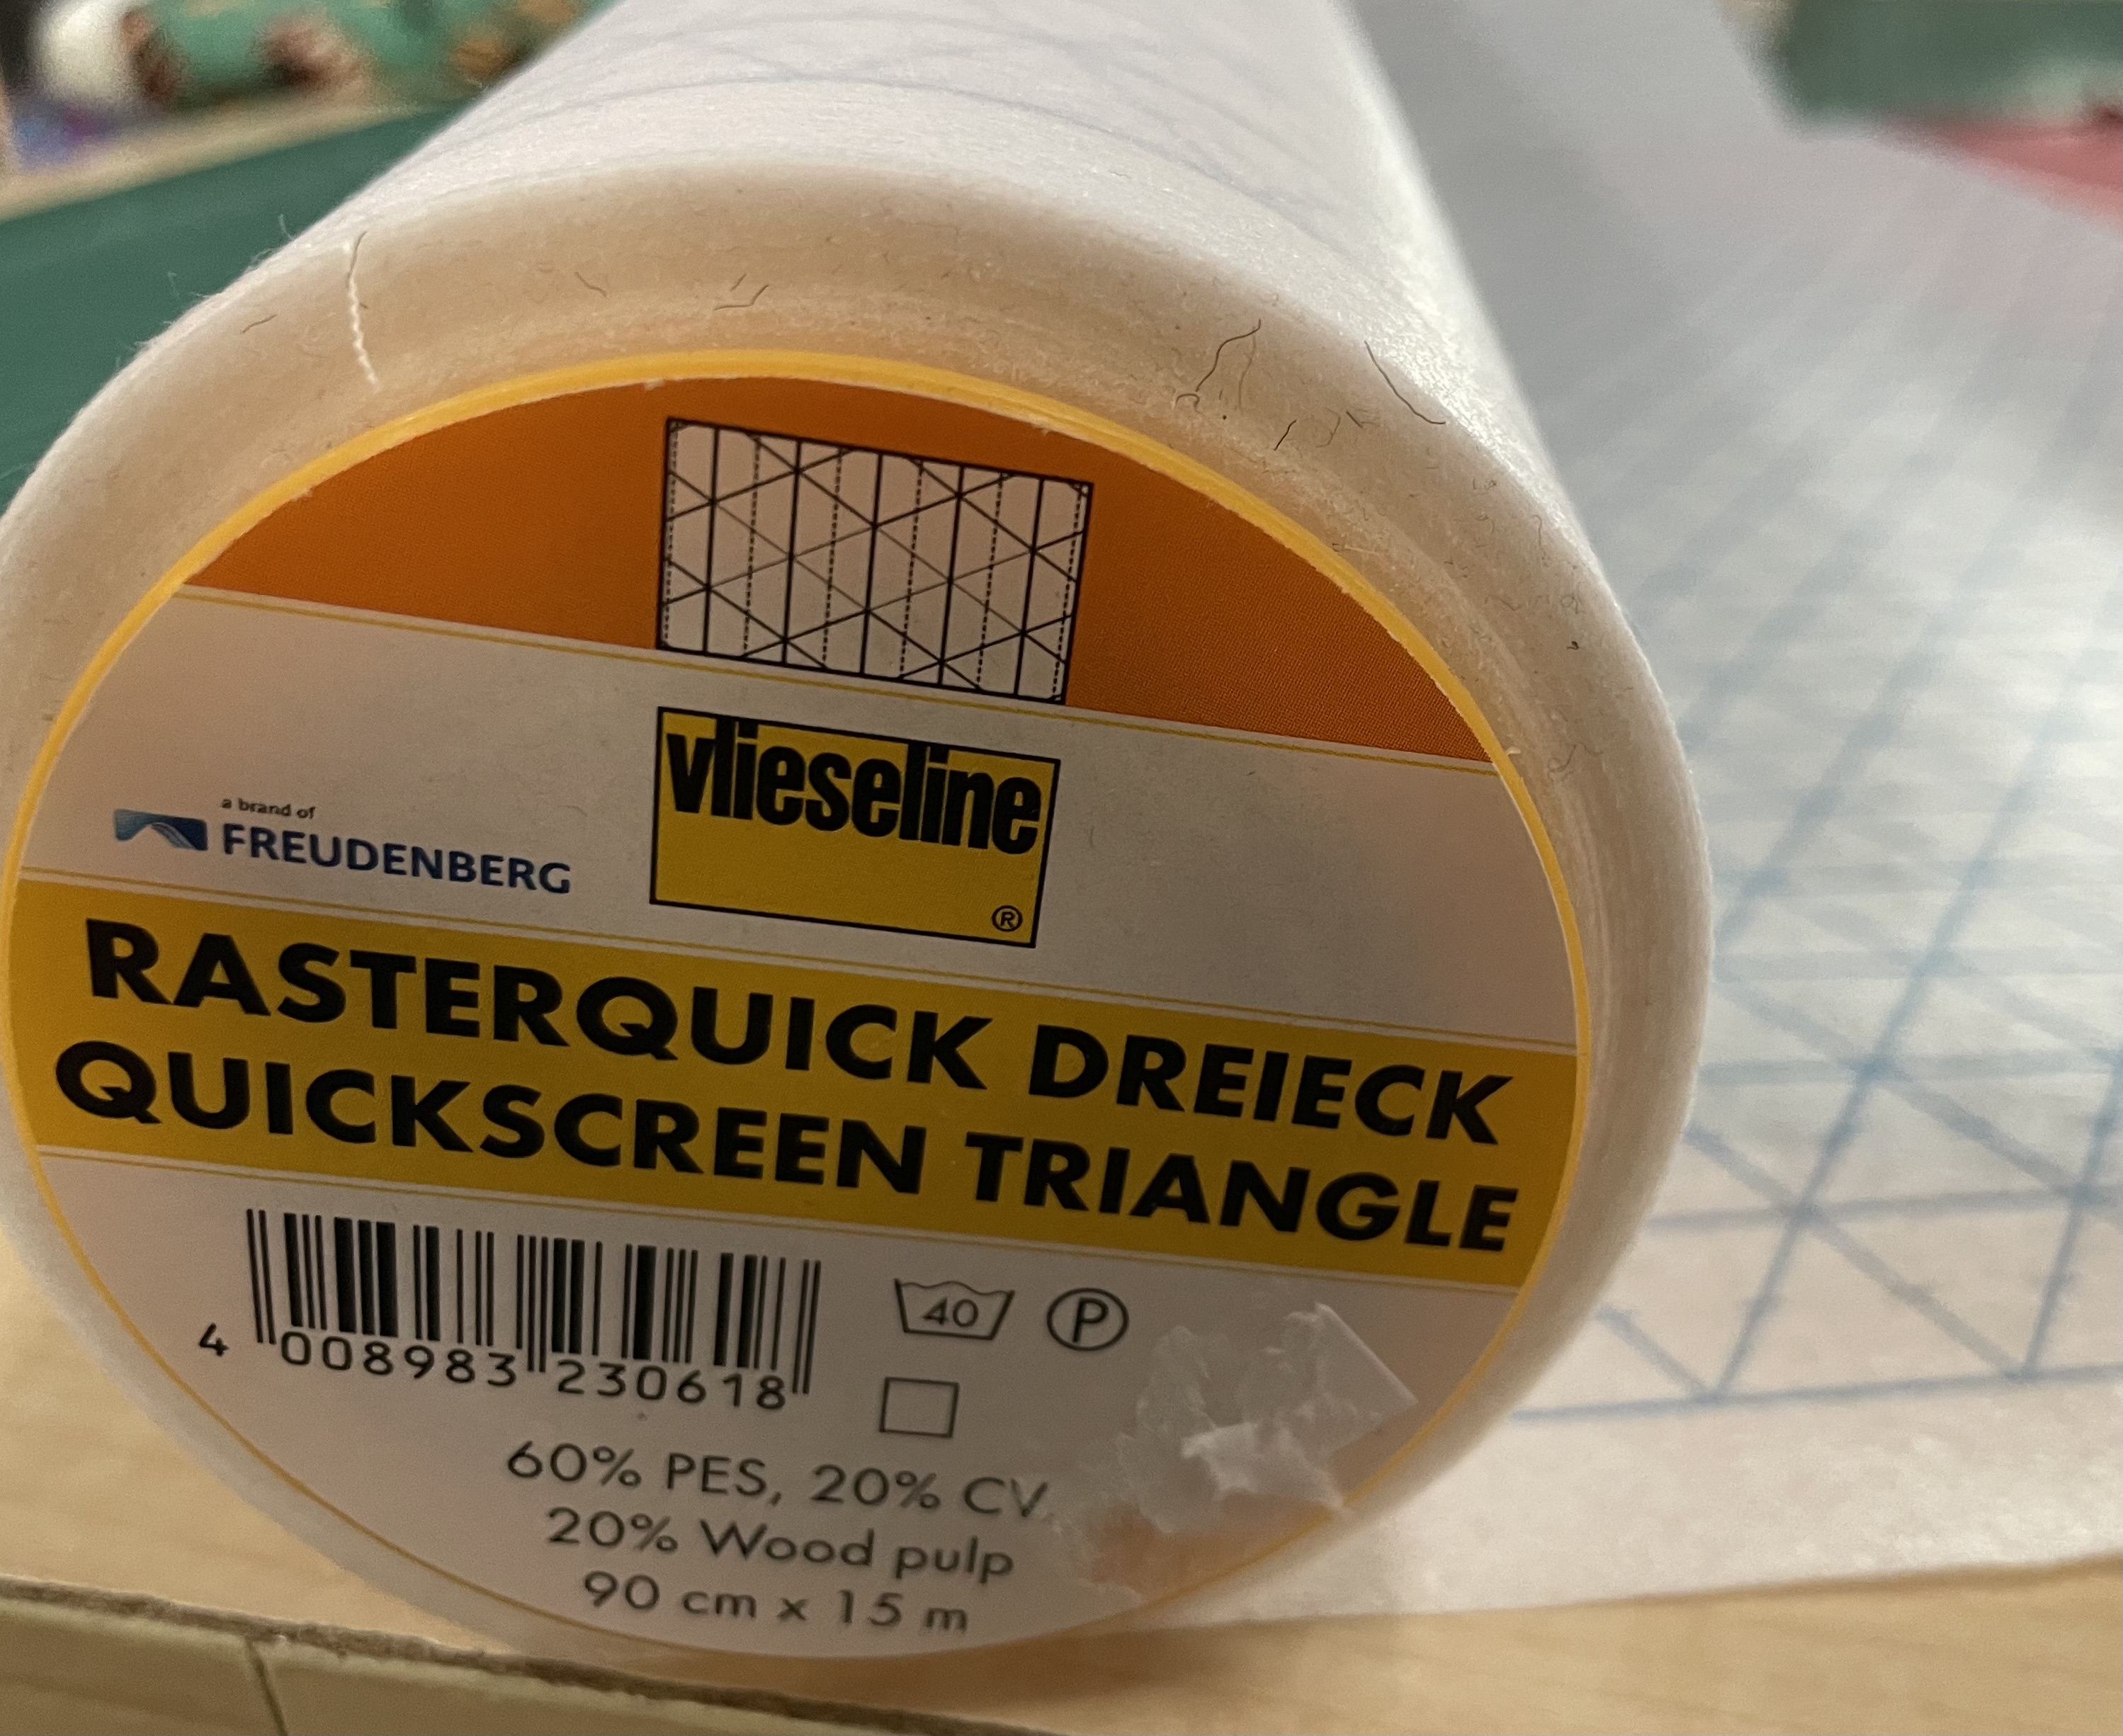 vlieseline
®
a brand of
FREUDENBERG
RASTERQUICK DREIECK
QUICKSCREEN TRIANGLE
40 P
4 008983 230618
60% PES, 20% CV,
20% Wood pulp
90 cm x 15 m